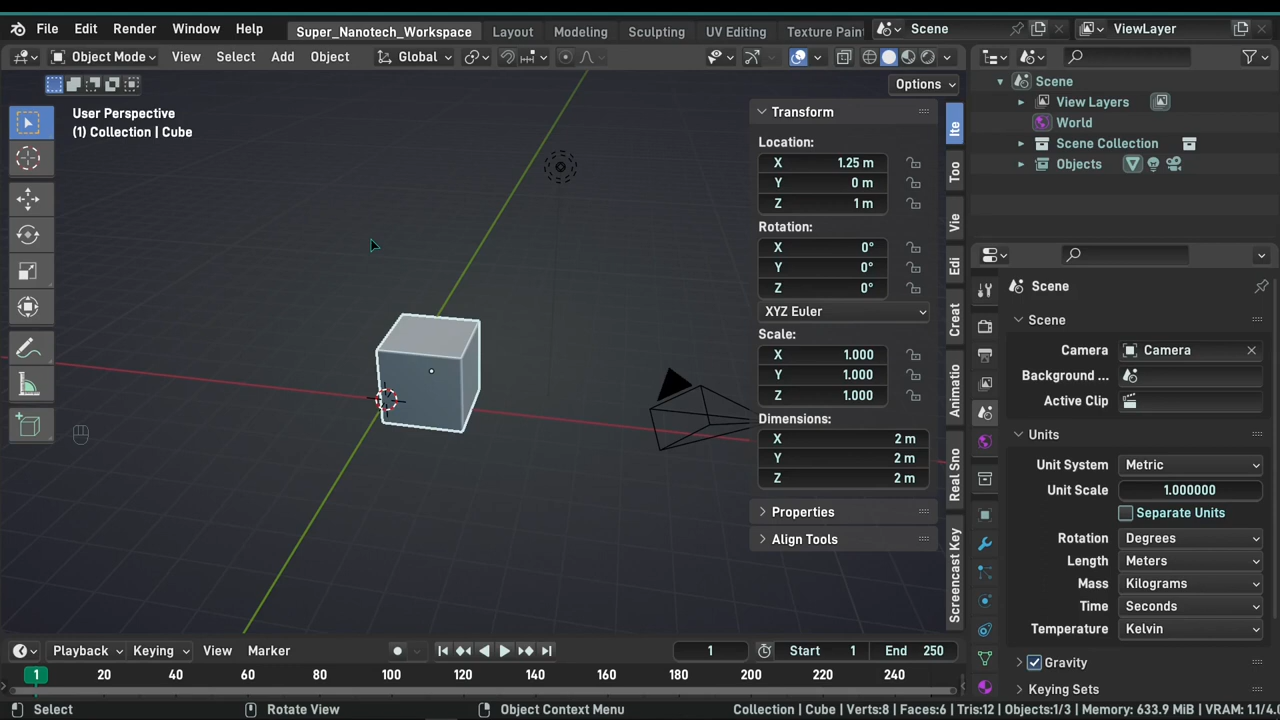 File Edit Render Window Help Super_Nanotech_Workspace Layout Modeling Sculpting UV Editing Texture Pain Scene ViewLayer
Object Mode View Select Add Object Global
Options
User Perspective
(1) Collection | Cube
Transform
Location:
X 1.25 m
Y 0 m
Z 1 m
Rotation:
X 0°
Y 0°
Z 0°
XYZ Euler
Scale:
X 1.000
Y 1.000
Z 1.000
Dimensions:
X 2 m
Y 2 m
Z 2 m
Properties
Align Tools
Ite
Too
Vie
Edi
Creat
Animatio
Real Sno
Screencast Key
Scene
View Layers
World
Scene Collection
Objects
Scene
Scene
Camera Camera
Background ...
Active Clip
Units
Unit System Metric
Unit Scale 1.000000
Separate Units
Rotation Degrees
Length Meters
Mass Kilograms
Time Seconds
Temperature Kelvin
Gravity
Keying Sets
Playback Keying View Marker 1 Start 1 End 250
1 20 40 60 80 100 120 140 160 180 200 220 240
Select Rotate View Object Context Menu Collection | Cube | Verts:8 | Faces:6 | Tris:12 | Objects:1/3 | Memory: 633.9 MiB | VRAM: 1.1/4.